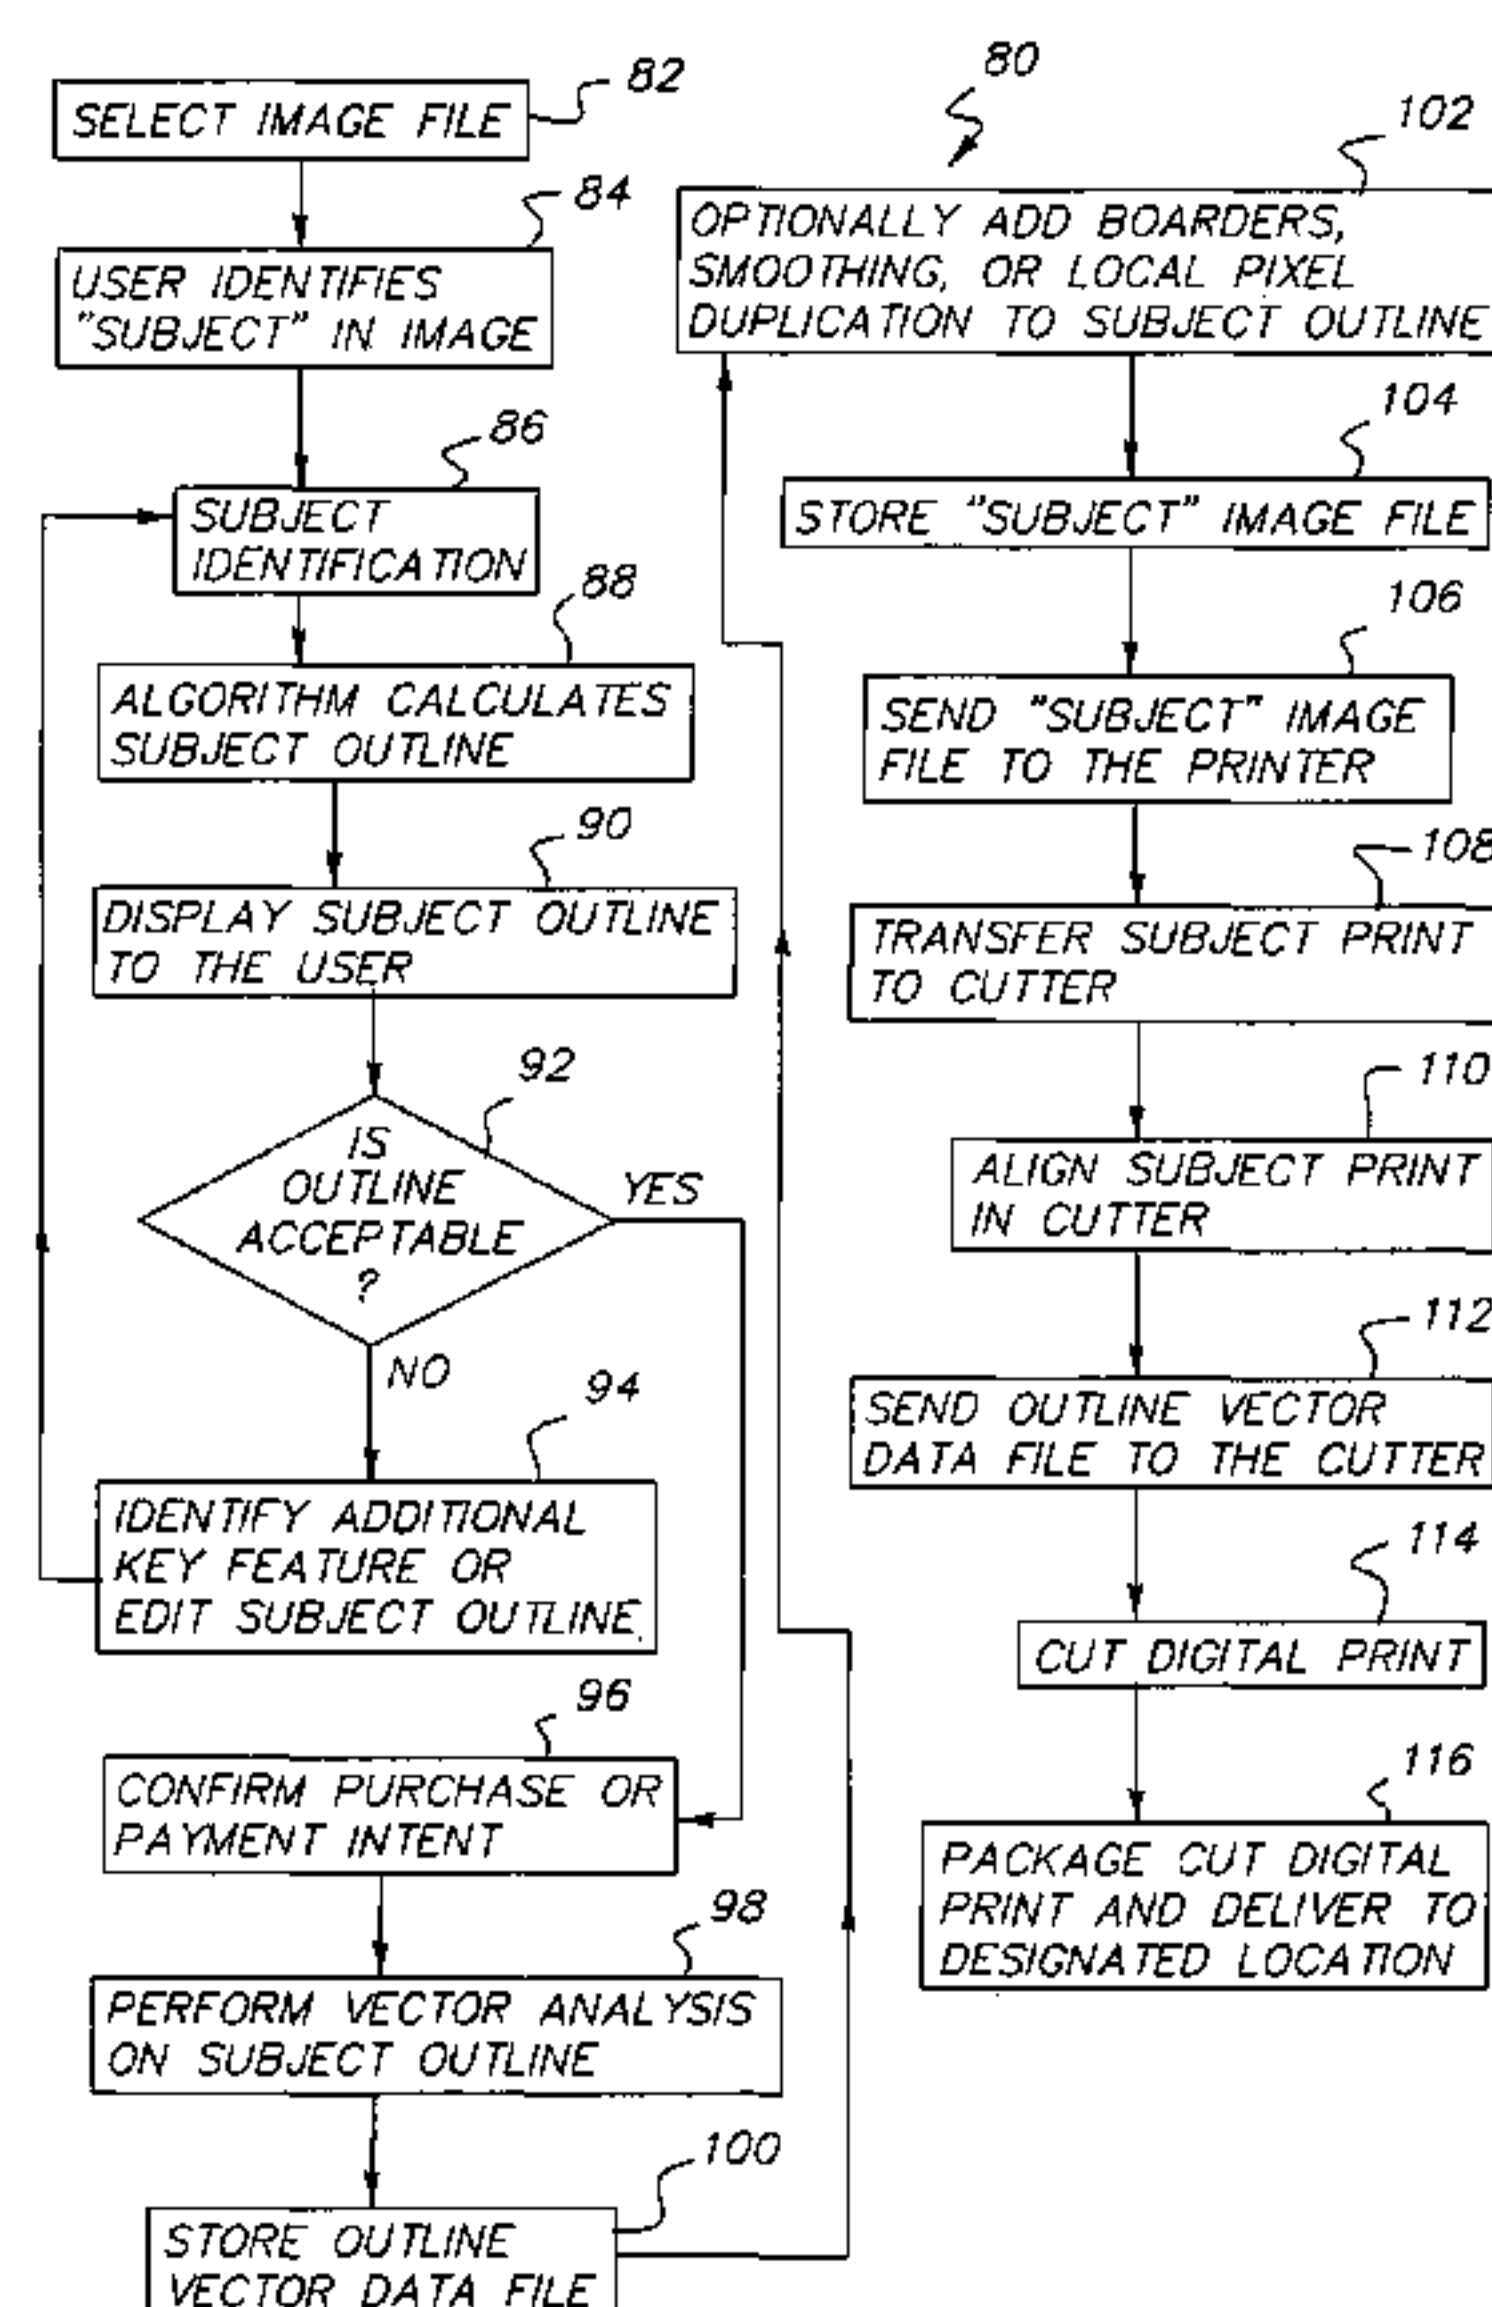 82
SELECT IMAGE FILE
84
USER IDENTIFIES
"SUBJECT" IN IMAGE
86
SUBJECT
IDENTIFICATION
88
ALGORITHM CALCULATES
SUBJECT OUTLINE
90
DISPLAY SUBJECT OUTLINE
TO THE USER
92
IS
OUTLINE
ACCEPTABLE
?
YES
NO
94
IDENTIFY ADDITIONAL
KEY FEATURE OR
EDIT SUBJECT OUTLINE
96
CONFIRM PURCHASE OR
PAYMENT INTENT
98
PERFORM VECTOR ANALYSIS
ON SUBJECT OUTLINE
100
STORE OUTLINE
VECTOR DATA FILE
80
102
OPTIONALLY ADD BOARDERS,
SMOOTHING, OR LOCAL PIXEL
DUPLICATION TO SUBJECT OUTLINE
104
STORE "SUBJECT" IMAGE FILE
106
SEND "SUBJECT" IMAGE
FILE TO THE PRINTER
108
TRANSFER SUBJECT PRINT
TO CUTTER
110
ALIGN SUBJECT PRINT
IN CUTTER
112
SEND OUTLINE VECTOR
DATA FILE TO THE CUTTER
114
CUT DIGITAL PRINT
116
PACKAGE CUT DIGITAL
PRINT AND DELIVER TO
DESIGNATED LOCATION